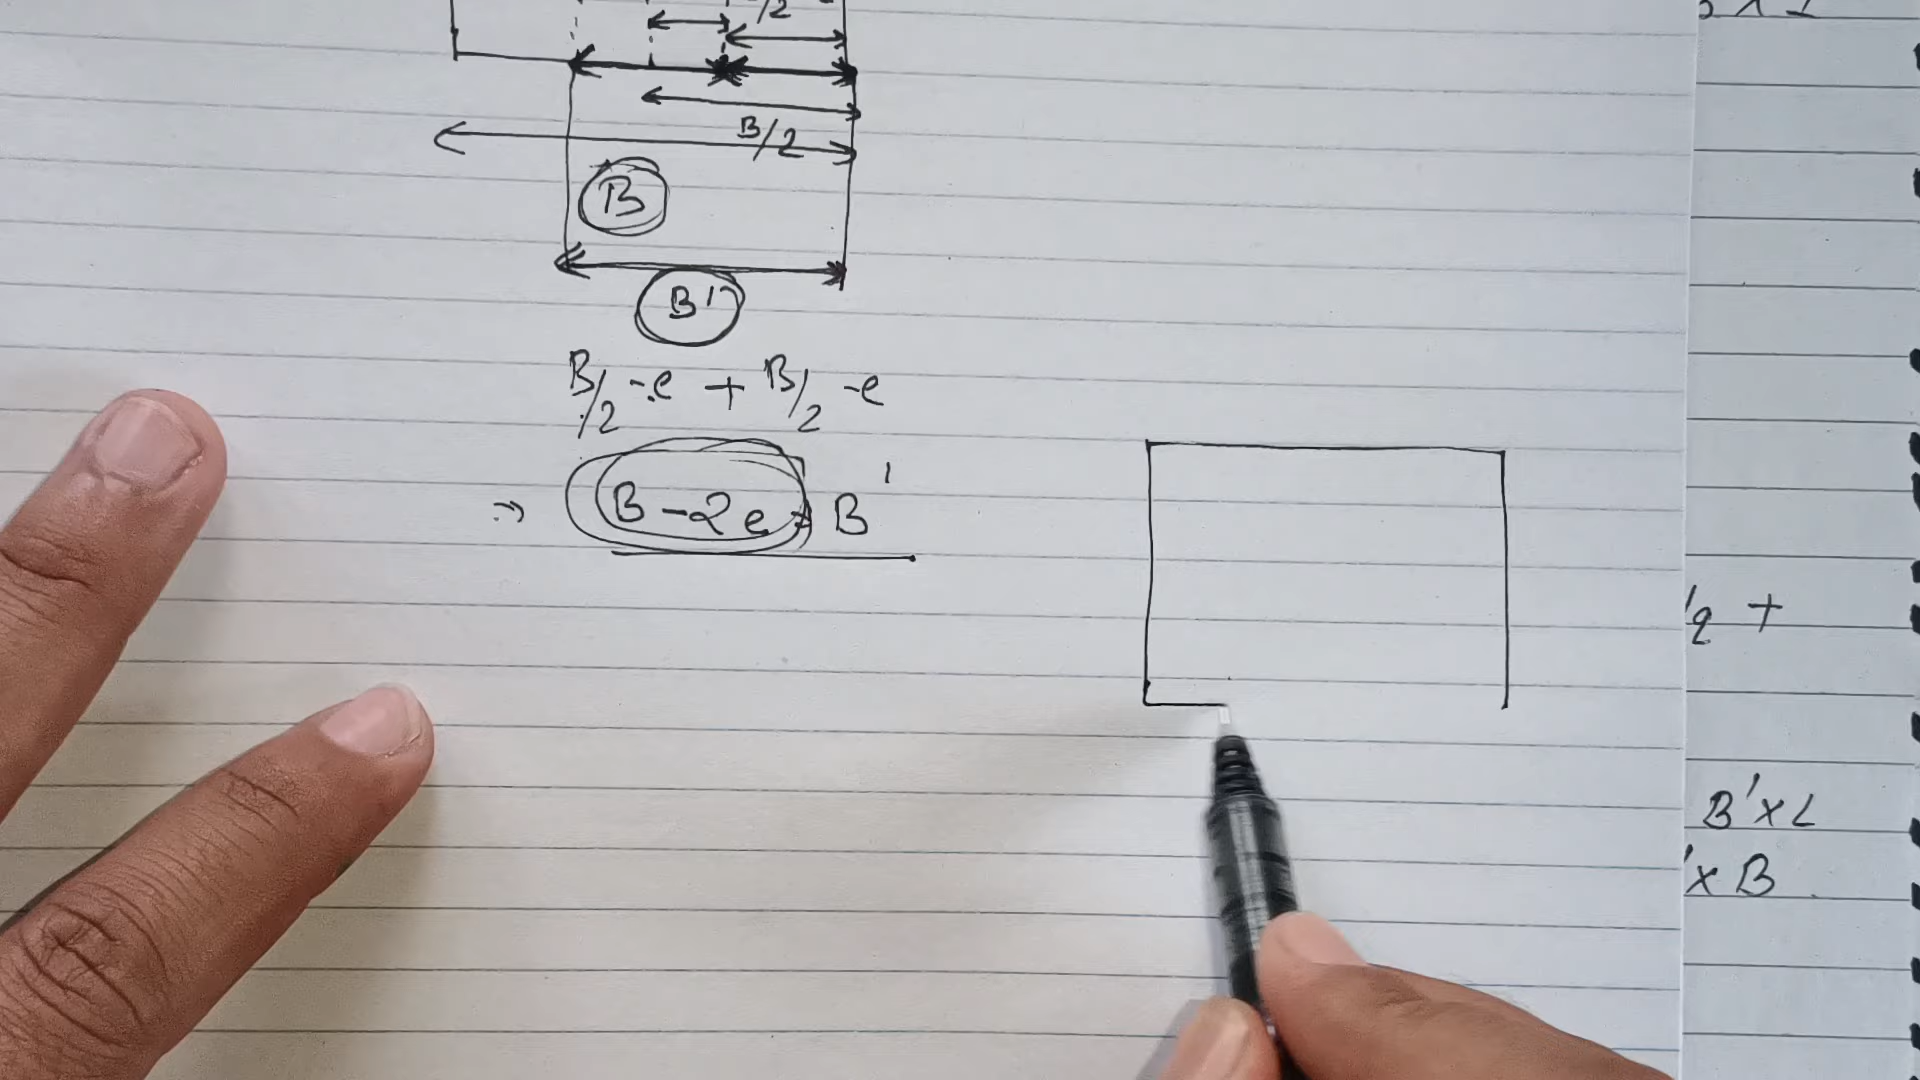 /2
B/2
B
B'
B/2 -e + B/2 -e
⇒ B-2e = B'
/2 +
B'×L
'× B